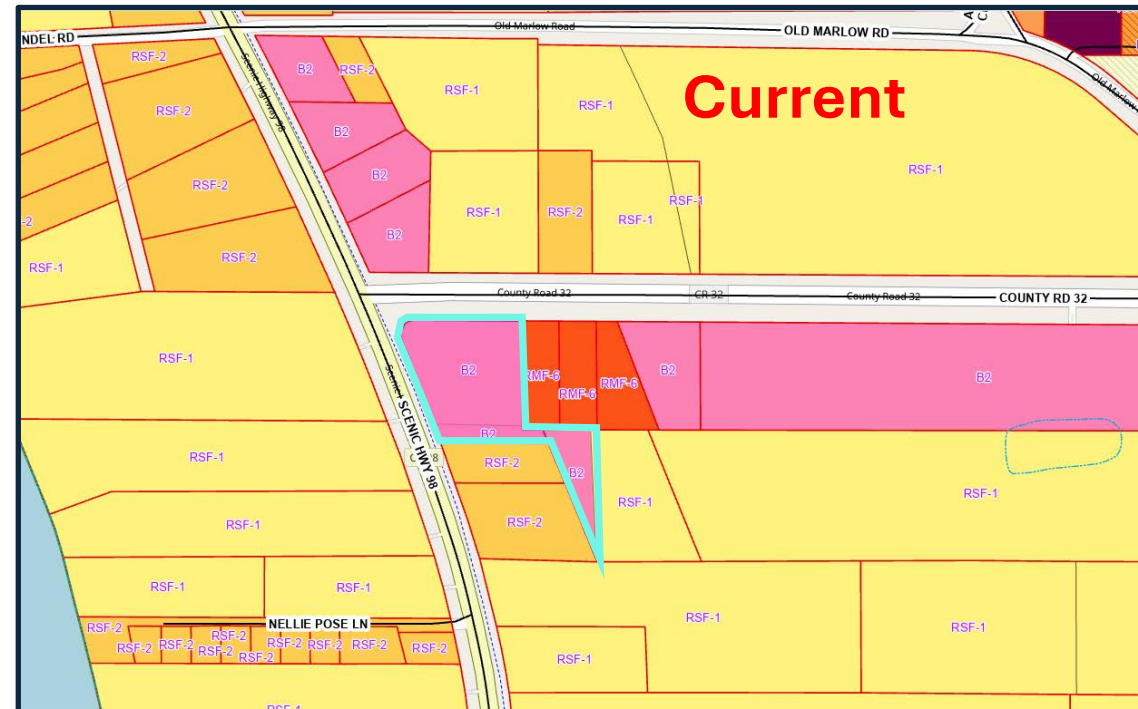 Old Marlow Road
OLD MARLOW RD
NDEL RD
RSF-2
Scenic Highway 98
B2
RSF-2
RSF-1
Current
RSF-1
Old Marlow
RSF-2
B2
RSF-1
B2
RSF-2
RSF-1
RSF-1
RSF-2
RSF-1
-2
B2
RSF-2
RSF-1
County Road 32
CR 32
County Road 32
COUNTY RD 32
RSF-1
B2
RMF-6
RMF-6
RMF-6
B2
B2
Scenic
SCENIC HWY 98
B2
RSF-1
RSF-2
B2
RSF-1
RSF-1
RSF-1
RSF-2
RSF-1
RSF-1
RSF-1
RSF-1
NELLIE POSE LN
RSF-2
RSF-2
RSF-2
RSF-2
RSF-2
RSF-2
RSF-2
RSF-2
RSF-2
RSF-2
RSF-1
RSF-1